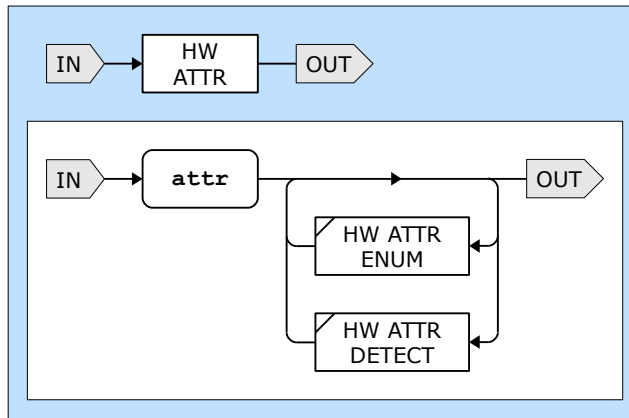 IN
HW
ATTR
OUT
IN
attr
OUT
HW ATTR
ENUM
HW ATTR
DETECT